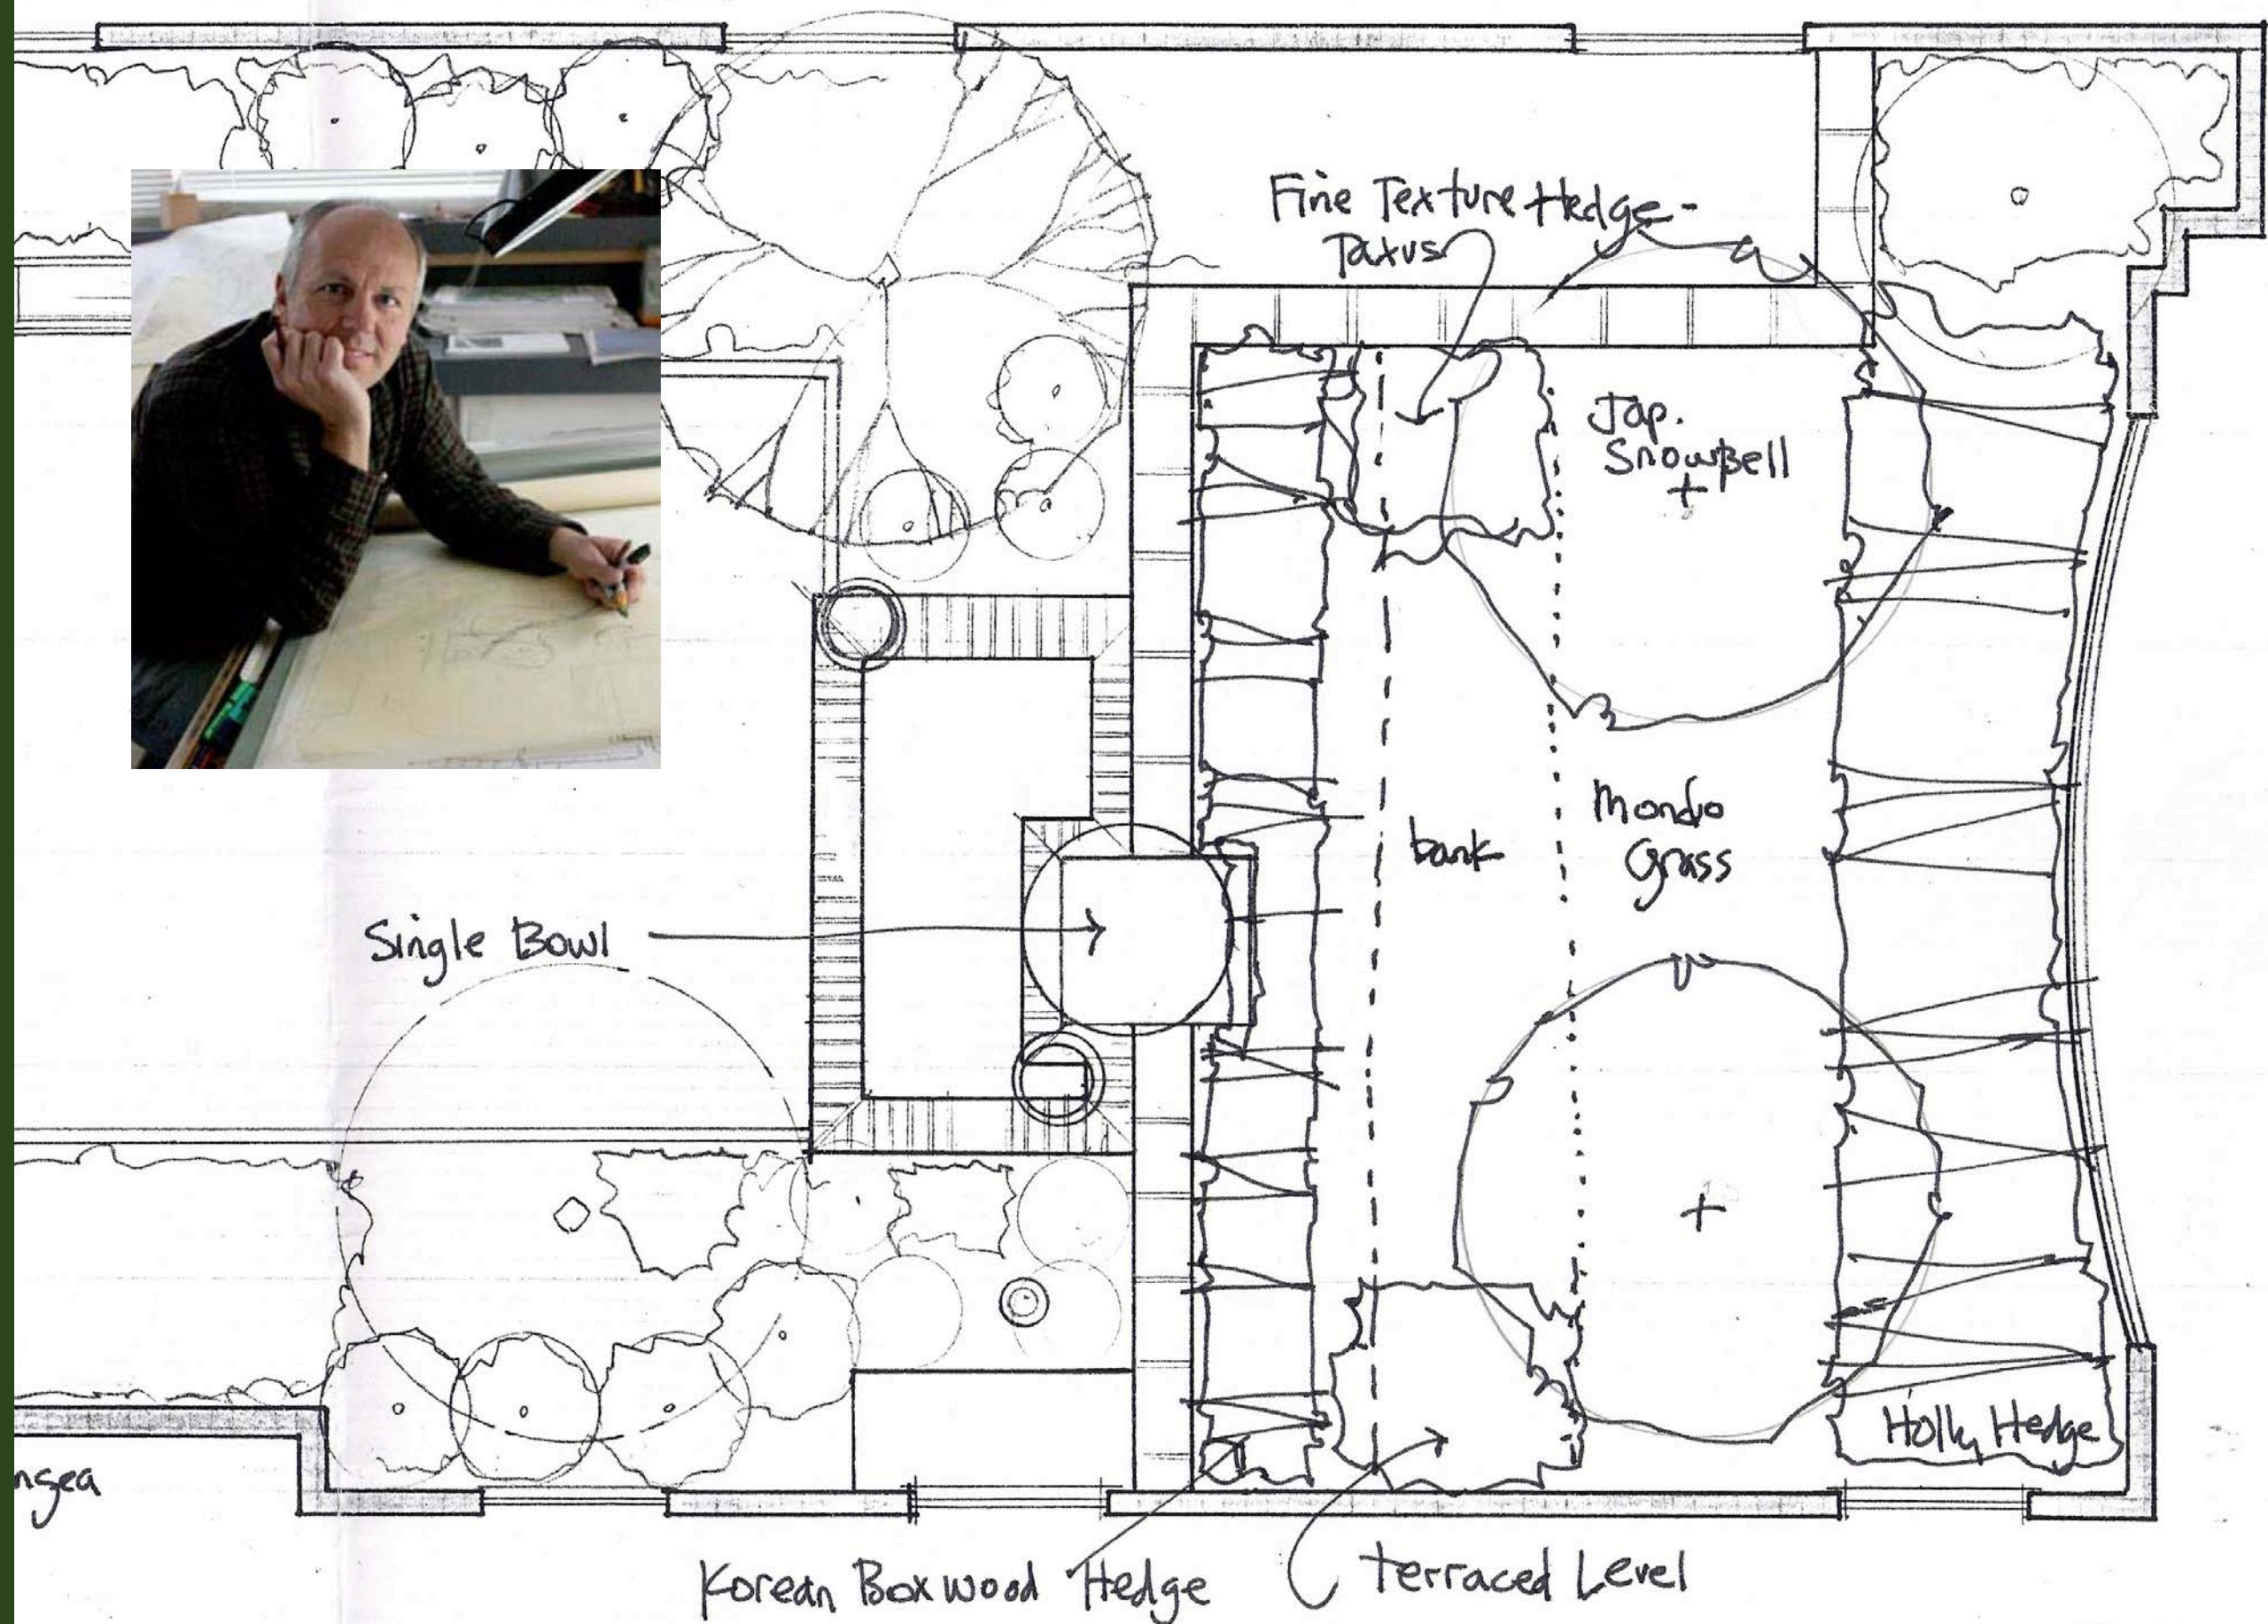 Fine Texture Hedge-
Taxus
Jap.
Snowbell
Mondo
Grass
bank
Single Bowl
Holly Hedge
ngea
Korean Boxwood Hedge
terraced Level